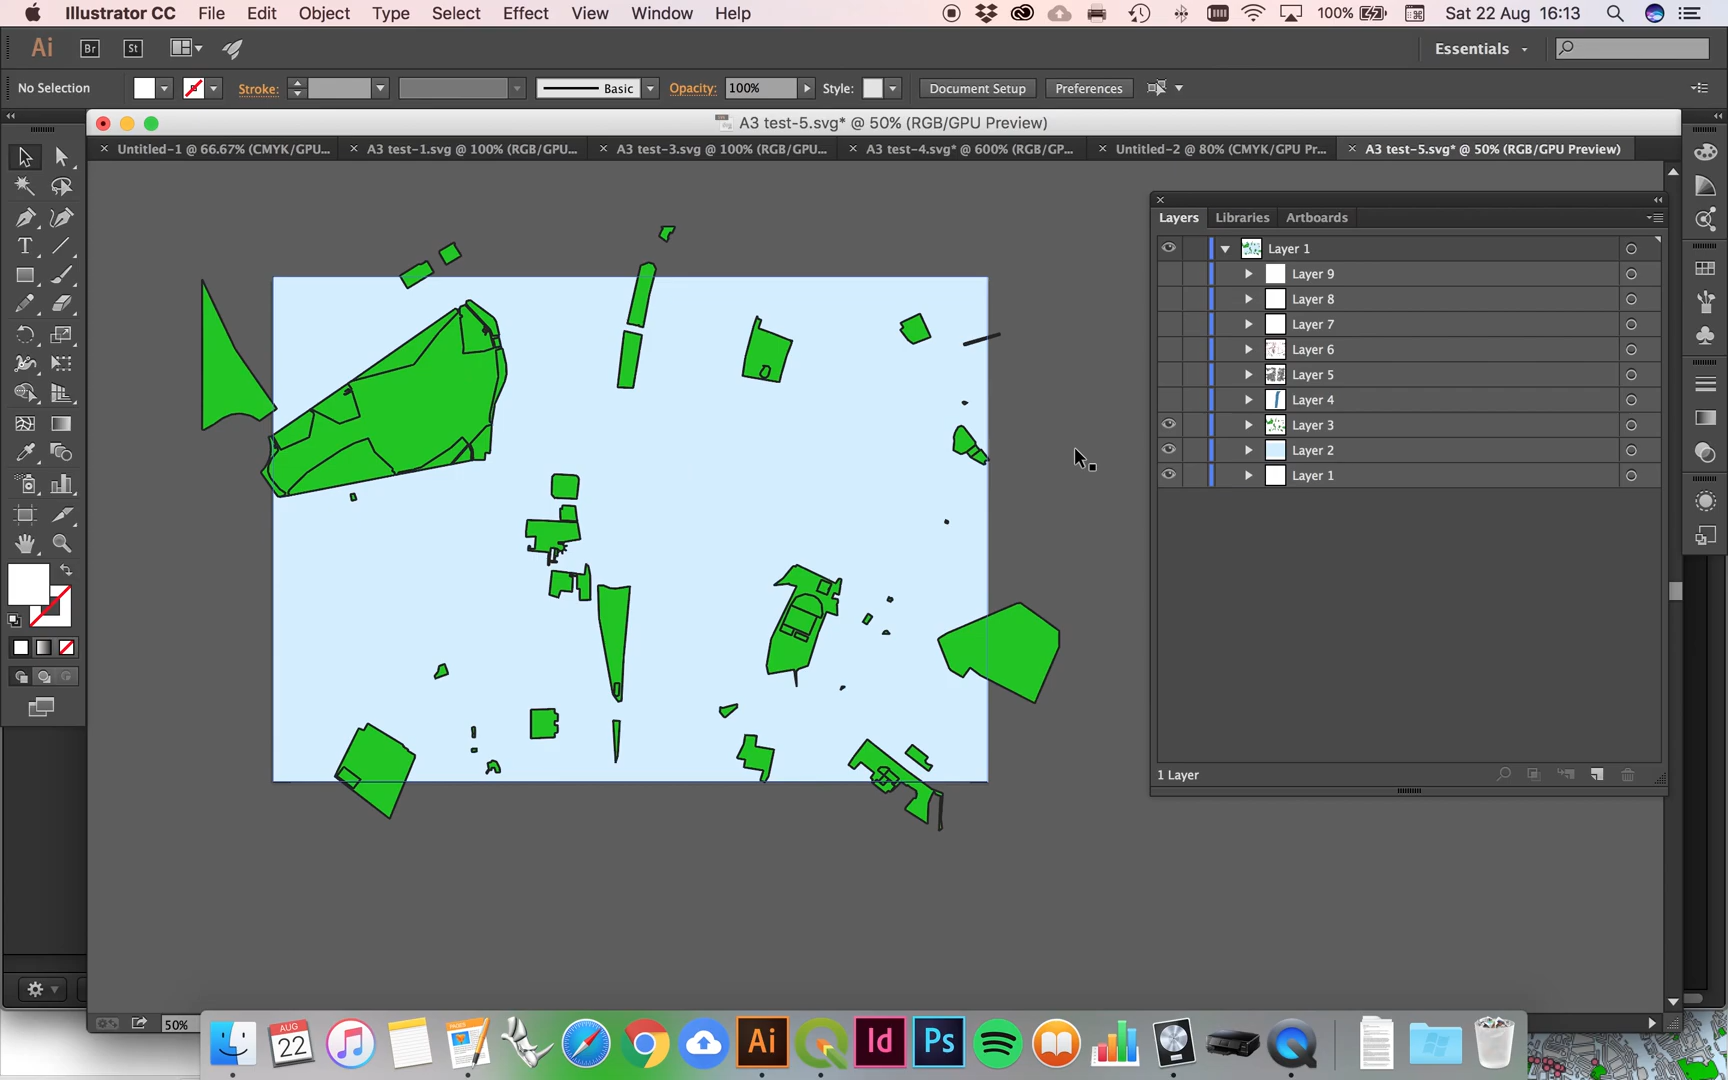 Illustrator CC File Edit Object Type Select Effect View Window Help 100% Sat 22 Aug 16:13
Ai Br St Essentials
No Selection Stroke: Basic Opacity: 100% Style: Document Setup Preferences
A3 test-5.svg* @ 50% (RGB/GPU Preview)
Untitled-1 @ 66.67% (CMYK/GPU... A3 test-1.svg @ 100% (RGB/GPU... A3 test-3.svg @ 100% (RGB/GPU... A3 test-4.svg* @ 600% (RGB/GP... Untitled-2 @ 80% (CMYK/GPU Pr... A3 test-5.svg* @ 50% (RGB/GPU Preview)
Layers Libraries Artboards
Layer 1
Layer 9
Layer 8
Layer 7
Layer 6
Layer 5
Layer 4
Layer 3
Layer 2
Layer 1
1 Layer
50%
AUG
22
PAGES
Ai
Id
Ps